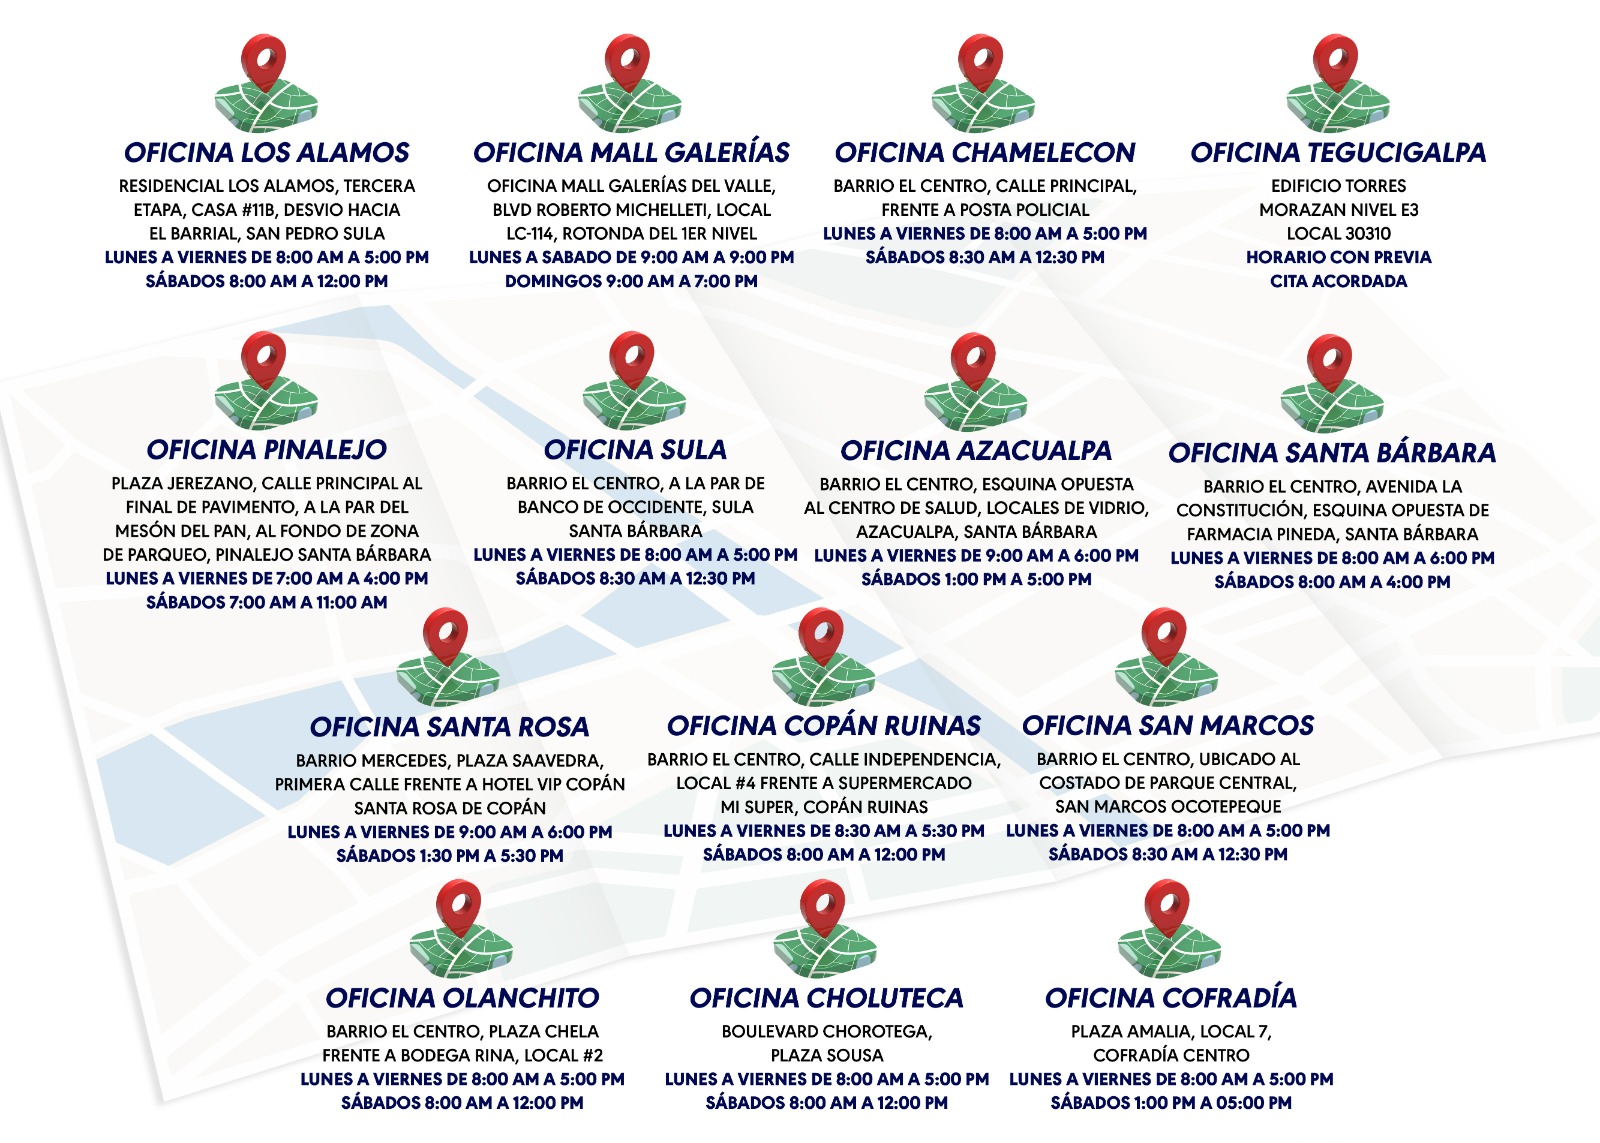 OFICINA LOS ALAMOS
RESIDENCIAL LOS ALAMOS, TERCERA
ETAPA, CASA #11B, DESVIO HACIA
EL BARRIAL, SAN PEDRO SULA
LUNES A VIERNES DE 8:00 AM A 5:00 PM
SÁBADOS 8:00 AM A 12:00 PM
OFICINA MALL GALERÍAS
OFICINA MALL GALERÍAS DEL VALLE,
BLVD ROBERTO MICHELLETI, LOCAL
LC-114, ROTONDA DEL 1ER NIVEL
LUNES A SABADO DE 9:00 AM A 9:00 PM
DOMINGOS 9:00 AM A 7:00 PM
OFICINA CHAMELECON
BARRIO EL CENTRO, CALLE PRINCIPAL,
FRENTE A POSTA POLICIAL
LUNES A VIERNES DE 8:00 AM A 5:00 PM
SÁBADOS 8:30 AM A 12:30 PM
OFICINA TEGUCIGALPA
EDIFICIO TORRES
MORAZAN NIVEL E3
LOCAL 30310
HORARIO CON PREVIA
CITA ACORDADA
OFICINA PINALEJO
PLAZA JEREZANO, CALLE PRINCIPAL AL
FINAL DE PAVIMENTO, A LA PAR DEL
MESÓN DEL PAN, AL FONDO DE ZONA
DE PARQUEO, PINALEJO SANTA BÁRBARA
LUNES A VIERNES DE 7:00 AM A 4:00 PM
SÁBADOS 7:00 AM A 11:00 AM
OFICINA SULA
BARRIO EL CENTRO, A LA PAR DE
BANCO DE OCCIDENTE, SULA
SANTA BÁRBARA
LUNES A VIERNES DE 8:00 AM A 5:00 PM
SÁBADOS 8:30 AM A 12:30 PM
OFICINA AZACUALPA
BARRIO EL CENTRO, ESQUINA OPUESTA
AL CENTRO DE SALUD, LOCALES DE VIDRIO,
AZACUALPA, SANTA BÁRBARA
LUNES A VIERNES DE 9:00 AM A 6:00 PM
SÁBADOS 1:00 PM A 5:00 PM
OFICINA SANTA BÁRBARA
BARRIO EL CENTRO, AVENIDA LA
CONSTITUCIÓN, ESQUINA OPUESTA DE
FARMACIA PINEDA, SANTA BÁRBARA
LUNES A VIERNES DE 8:00 AM A 6:00 PM
SÁBADOS 8:00 AM A 4:00 PM
OFICINA SANTA ROSA
BARRIO MERCEDES, PLAZA SAAVEDRA,
PRIMERA CALLE FRENTE A HOTEL VIP COPÁN
SANTA ROSA DE COPÁN
LUNES A VIERNES DE 9:00 AM A 6:00 PM
SÁBADOS 1:30 PM A 5:30 PM
OFICINA COPÁN RUINAS
BARRIO EL CENTRO, CALLE INDEPENDENCIA,
LOCAL #4 FRENTE A SUPERMERCADO
MI SUPER, COPÁN RUINAS
LUNES A VIERNES DE 8:30 AM A 5:30 PM
SÁBADOS 8:00 AM A 12:00 PM
OFICINA SAN MARCOS
BARRIO EL CENTRO, UBICADO AL
COSTADO DE PARQUE CENTRAL,
SAN MARCOS OCOTEPEQUE
LUNES A VIERNES DE 8:00 AM A 5:00 PM
SÁBADOS 8:30 AM A 12:30 PM
OFICINA OLANCHITO
BARRIO EL CENTRO, PLAZA CHELA
FRENTE A BODEGA RINA, LOCAL #2
LUNES A VIERNES DE 8:00 AM A 5:00 PM
SÁBADOS 8:00 AM A 12:00 PM
OFICINA CHOLUTECA
BOULEVARD CHOROTEGA,
PLAZA SOUSA
LUNES A VIERNES DE 8:00 AM A 5:00 PM
SÁBADOS 8:00 AM A 12:00 PM
OFICINA COFRADÍA
PLAZA AMALIA, LOCAL 7,
COFRADÍA CENTRO
LUNES A VIERNES DE 8:00 AM A 5:00 PM
SÁBADOS 1:00 PM A 05:00 PM